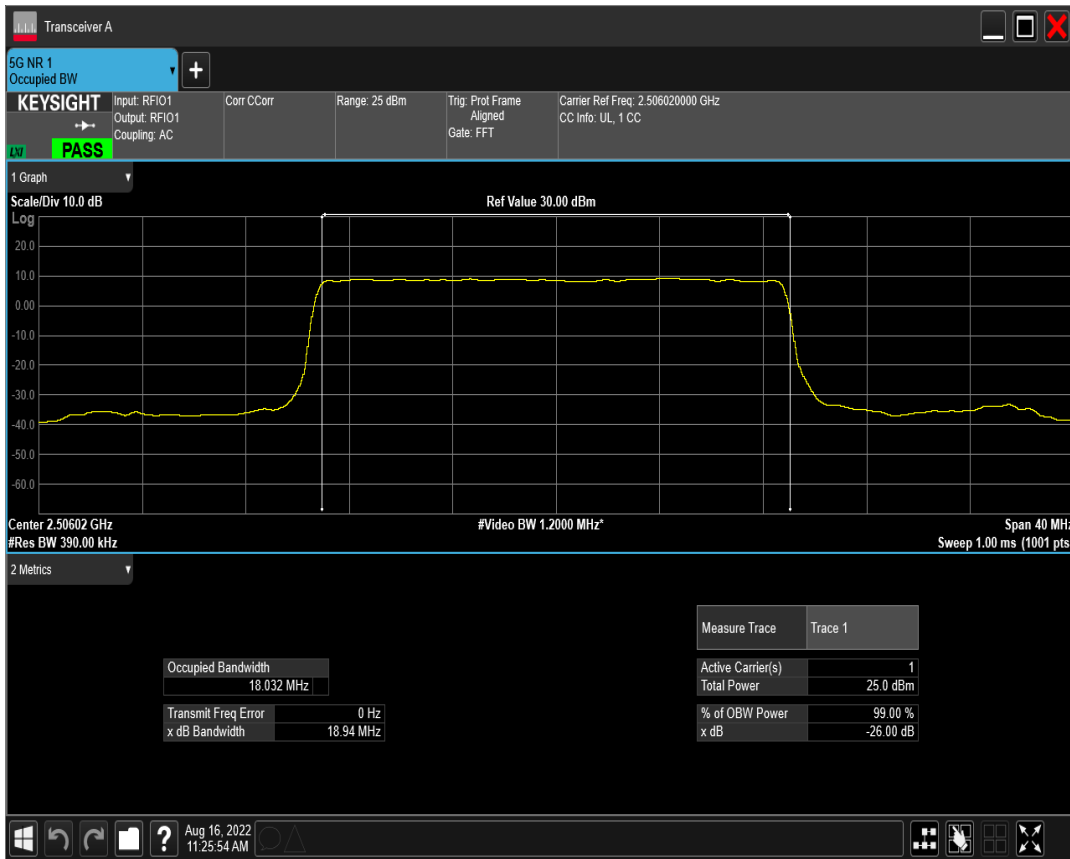 Transceiver A
5G NR 1
Occupied BW
KEYSIGHT
LXI
PASS
Input: RFIO1
Output: RFIO1
Coupling: AC
Corr CCorr
Range: 25 dBm
Trig: Prot Frame
Aligned
Gate: FFT
Carrier Ref Freq: 2.506020000 GHz
CC Info: UL, 1 CC
1 Graph
Scale/Div 10.0 dB
Ref Value 30.00 dBm
Log
20.0
10.0
0.00
-10.0
-20.0
-30.0
-40.0
-50.0
-60.0
Center 2.50602 GHz
#Video BW 1.2000 MHz*
Span 40 MHz
#Res BW 390.00 kHz
Sweep 1.00 ms (1001 pts
2 Metrics
Measure Trace Trace 1
Occupied Bandwidth
18.032 MHz
Active Carrier(s) 1
Total Power 25.0 dBm
Transmit Freq Error 0 Hz
x dB Bandwidth 18.94 MHz
% of OBW Power 99.00 %
x dB -26.00 dB
?
Aug 16, 2022
11:25:54 AM